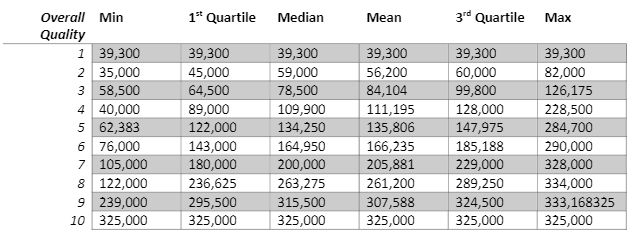 Overall Min 1st Quartile Median Mean 3rd Quartile Max
Quality
1 39,300 39,300 39,300 39,300 39,300 39,300
2 35,000 45,000 59,000 56,200 60,000 82,000
3 58,500 64,500 78,500 84,104 99,800 126,175
4 40,000 89,000 109,900 111,195 128,000 228,500
5 62,383 122,000 134,250 135,806 147,975 284,700
6 76,000 143,000 164,950 166,235 185,188 290,000
7 105,000 180,000 200,000 205,881 229,000 328,000
8 122,000 236,625 263,275 261,200 289,250 334,000
9 239,000 295,500 315,500 307,588 324,500 333,168325
10 325,000 325,000 325,000 325,000 325,000 325,000